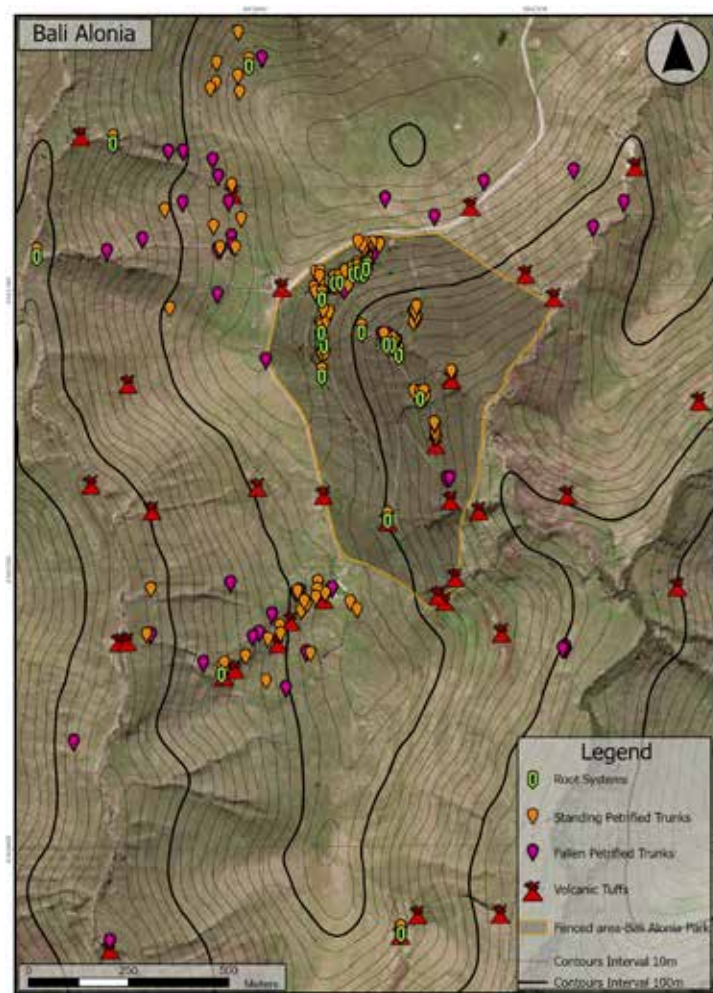 Bali Alonia
Legend
Root Systems
Standing Petrified Trunks
Fallen Petrified Trunks
Volcanic Tuffs
Fenced area-Bali Alonia Park
Contours Interval 10m
Contours Interval 100m
0 250 500
Meters